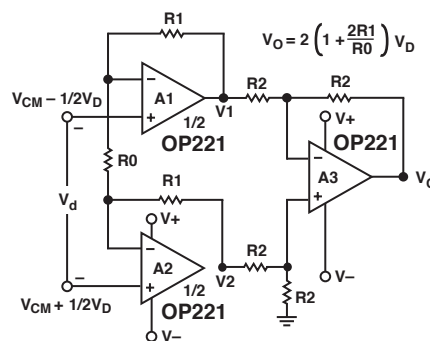 R1
V_O = 2 (1 + 2R1/R0) V_D
–
A1
+
V1
R2
R2
V_CM – 1/2V_D
–
1/2
OP221
V+
OP221
–
A3
+
V_O
R0
R1
V_d
V+
R2
–
A2
+
V2
R2
V–
–
1/2
V_CM + 1/2V_D
OP221
V–